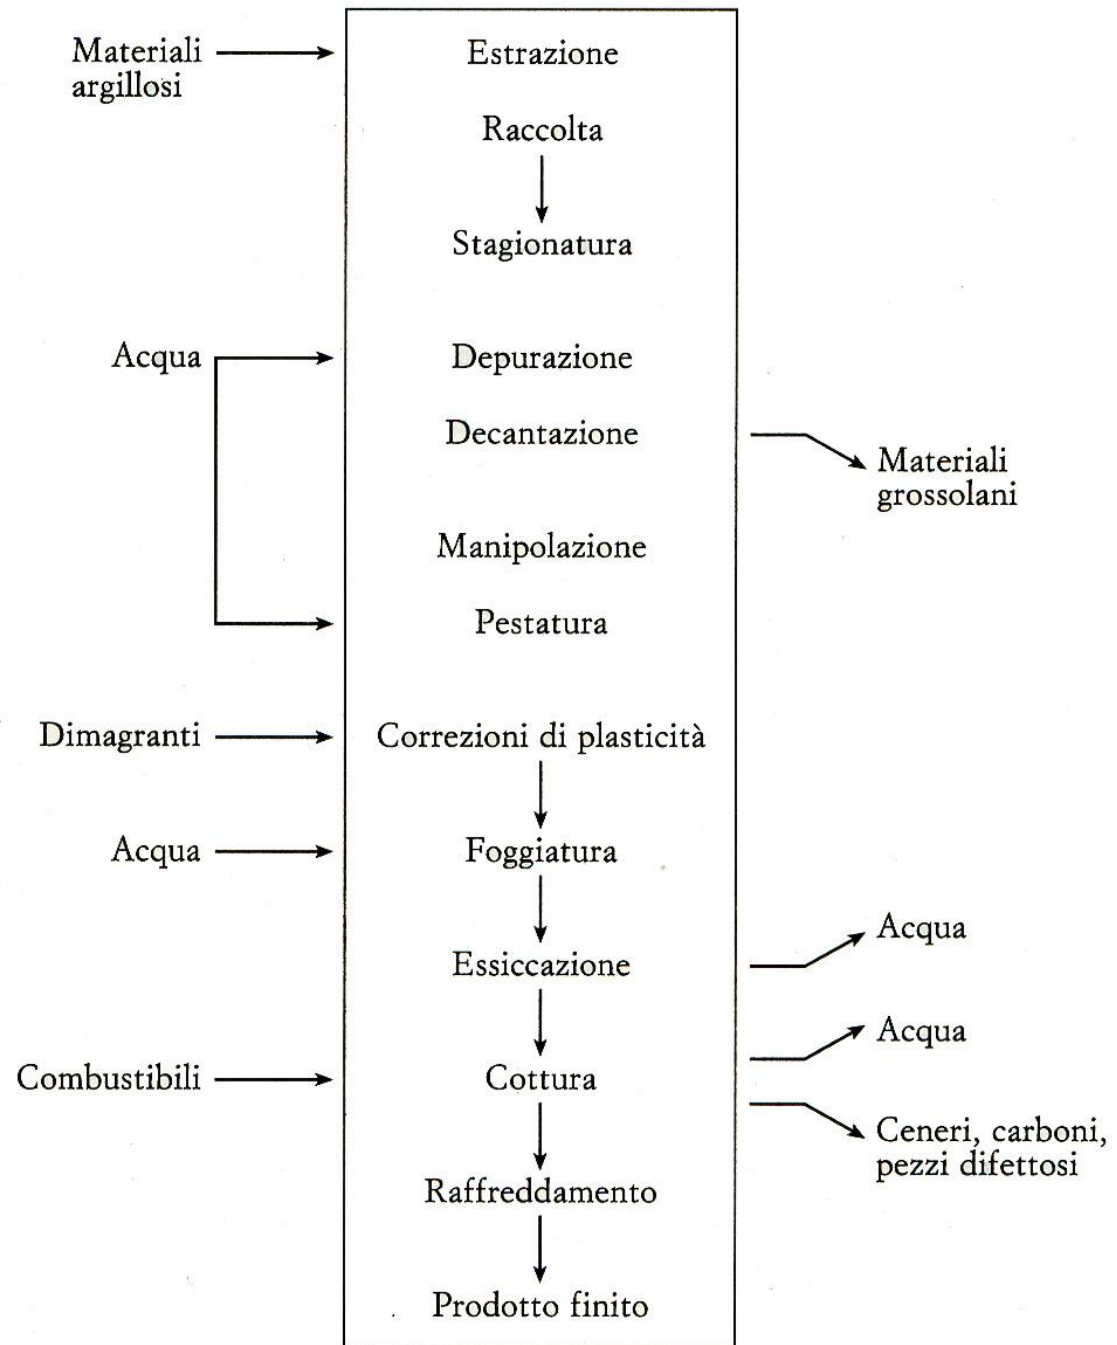 Materiali
argillosi
Estrazione
Raccolta
Stagionatura
Acqua
Depurazione
Decantazione
Materiali
grossolani
Manipolazione
Pestatura
Dimagranti
Correzioni di plasticità
Acqua
Foggiatura
Essiccazione
Acqua
Acqua
Combustibili
Cottura
Ceneri, carboni,
pezzi difettosi
Raffreddamento
Prodotto finito